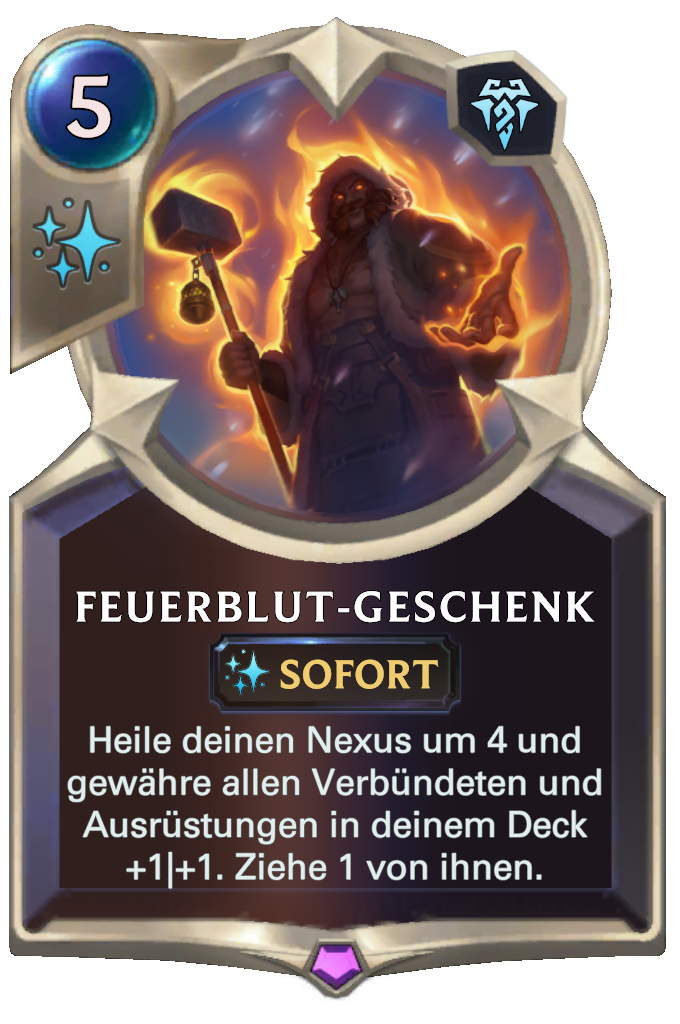 5
FEUERBLUT-GESCHENK
SOFORT
Heile deinen Nexus um 4 und
gewähre allen Verbündeten und
Ausrüstungen in deinem Deck
+1|+1. Ziehe 1 von ihnen.